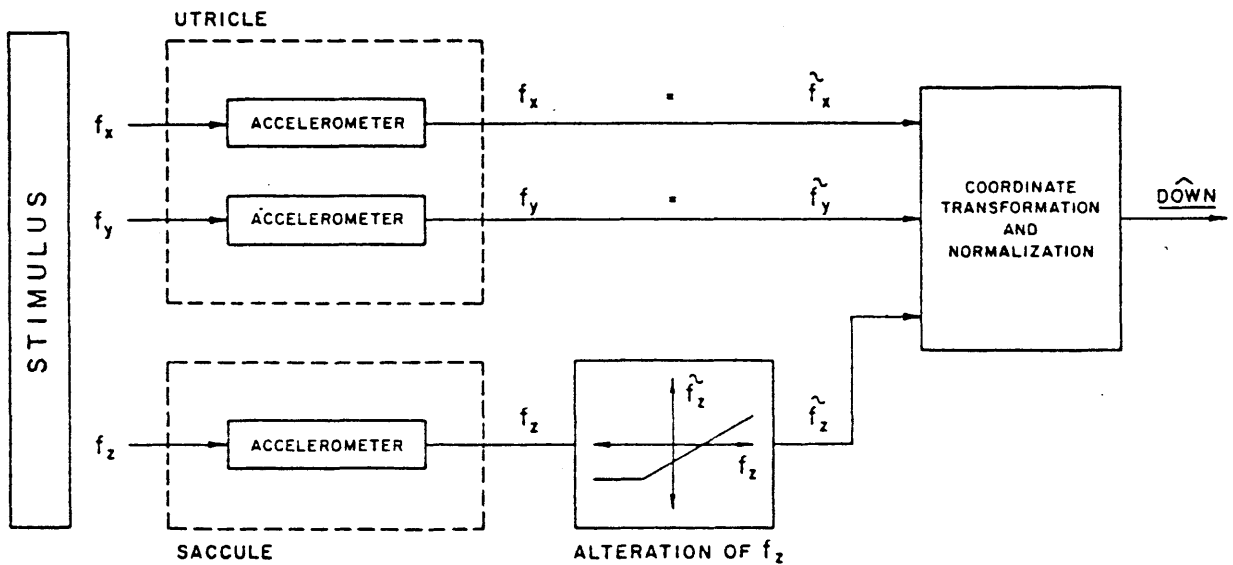 UTRICLE
STIMULUS
f_x
ACCELEROMETER
f_x
=
f̃_x
f_y
ACCELEROMETER
f_y
=
f̃_y
COORDINATE
TRANSFORMATION
AND
NORMALIZATION
DOŴN
f_z
ACCELEROMETER
f_z
f̃_z
f_z
f̃_z
SACCULE
ALTERATION OF f_z